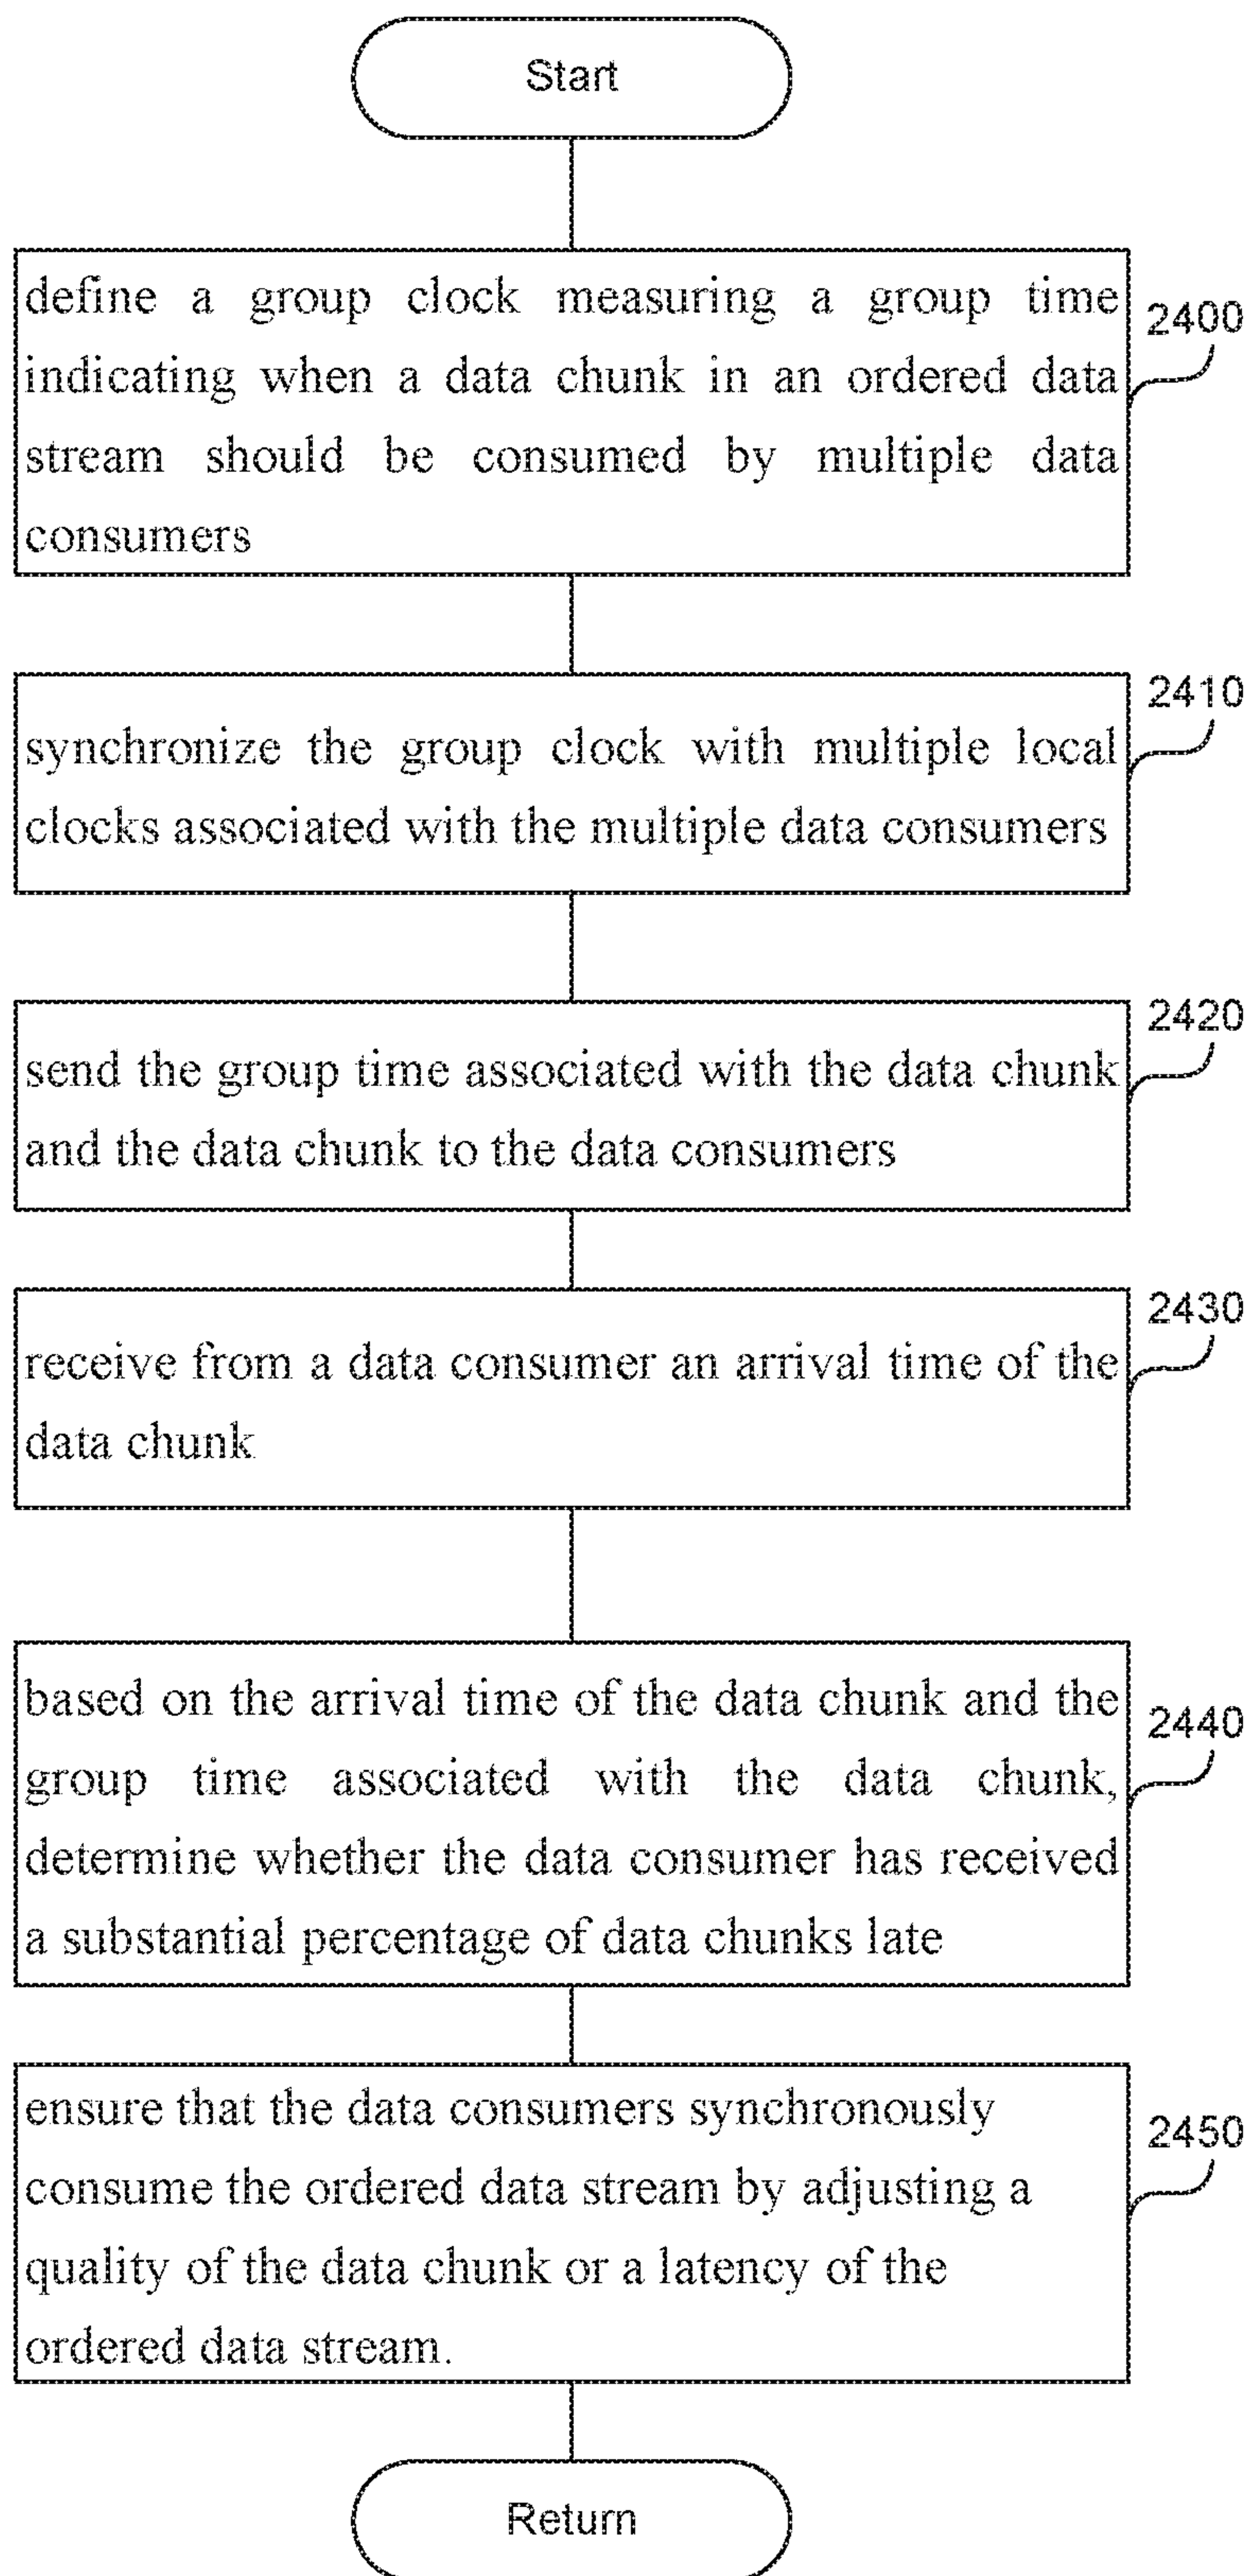 Start
define a group clock measuring a group time
2400
indicating when a data chunk in an ordered data
stream should be consumed by multiple data
consumers
2410
synchronize the group clock with multiple local
clocks associated with the multiple data consumers
2420
send the group time associated with the data chunk
and the data chunk to the data consumers
2430
receive from a data consumer an arrival time of the
data chunk
based on the arrival time of the data chunk and the
2440
group time associated with the data chunk,
determine whether the data consumer has received
a substantial percentage of data chunks late
ensure that the data consumers synchronously
2450
consume the ordered data stream by adjusting a
quality of the data chunk or a latency of the
ordered data stream.
Return